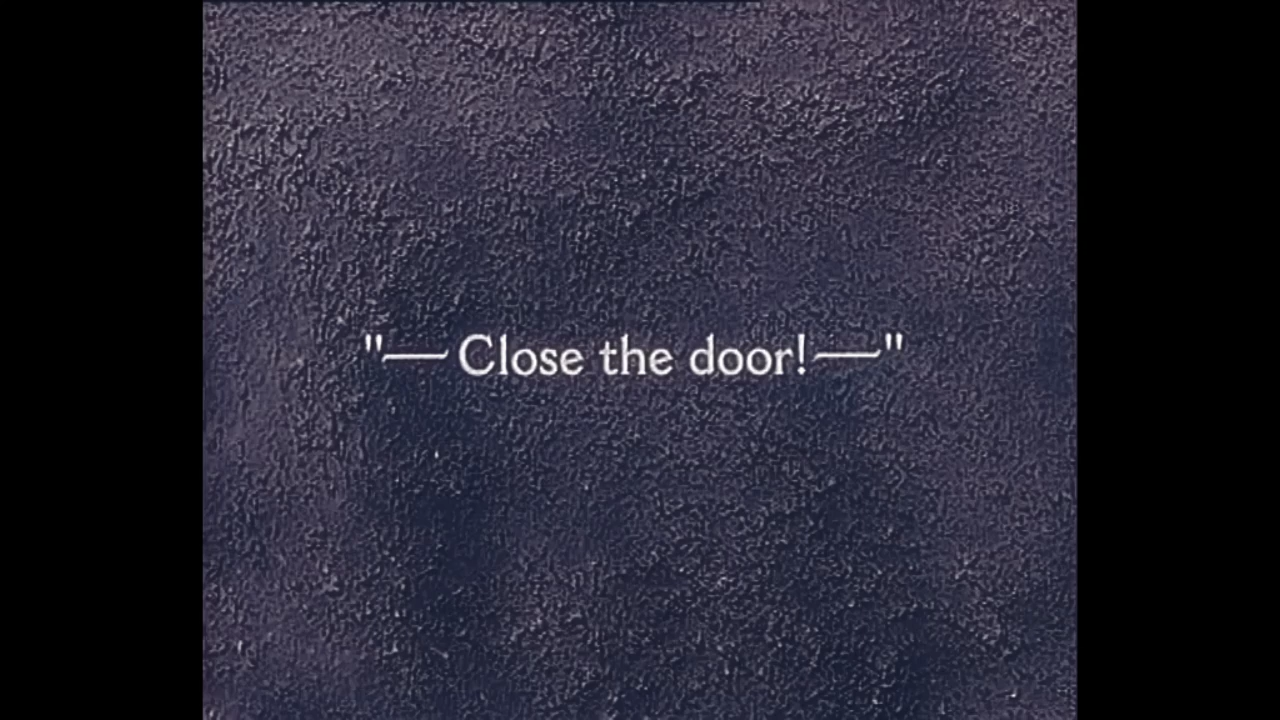 "— Close the door! —"